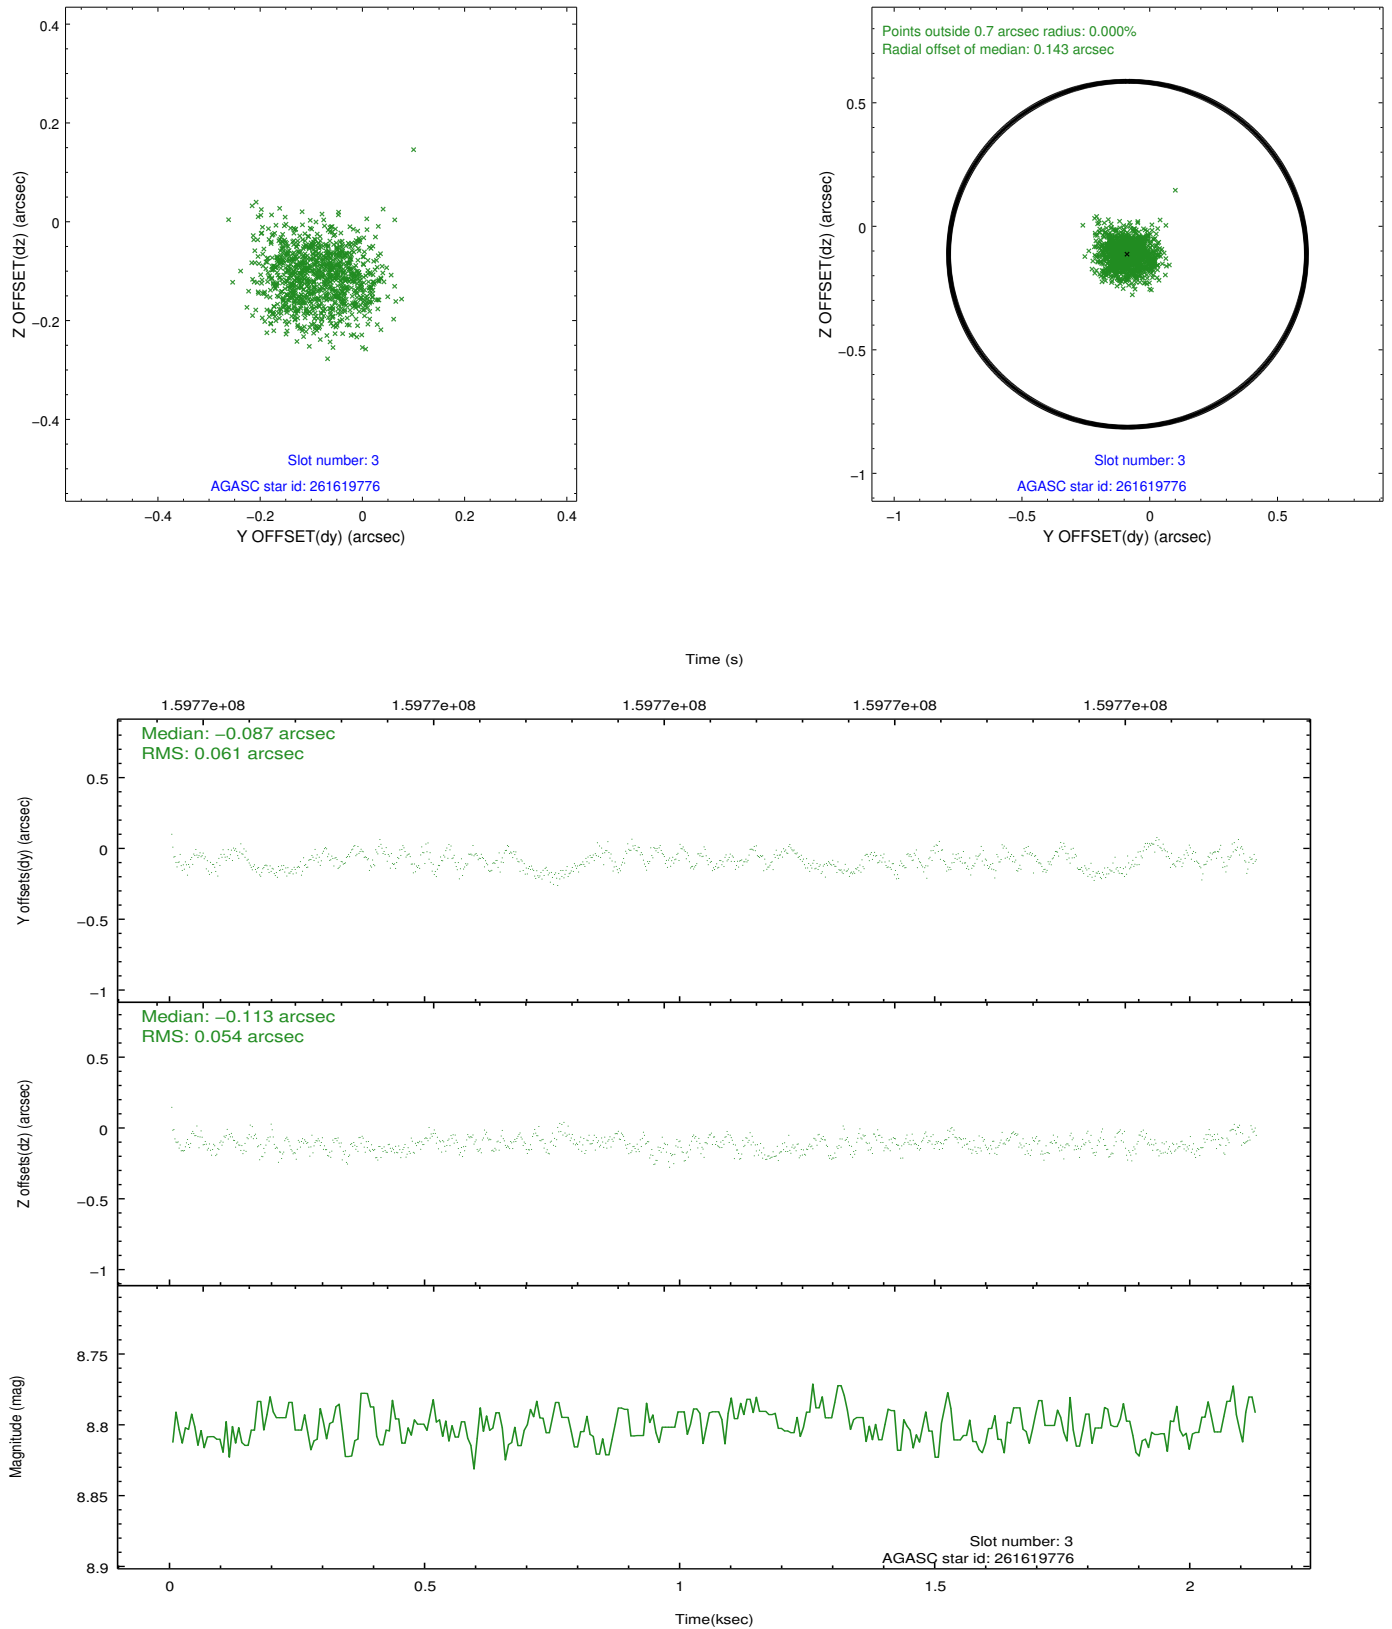 0.4
0.2
0
−0.2
−0.4
Z OFFSET(dz) (arcsec)
Slot number: 3
AGASC star id: 261619776
−0.4 −0.2 0 0.2 0.4
Y OFFSET(dy) (arcsec)
Points outside 0.7 arcsec radius: 0.000%
Radial offset of median: 0.143 arcsec
0.5
0
−0.5
−1
Z OFFSET(dz) (arcsec)
Slot number: 3
AGASC star id: 261619776
−1 −0.5 0 0.5
Y OFFSET(dy) (arcsec)
Time (s)
1.5977e+08 1.5977e+08 1.5977e+08 1.5977e+08 1.5977e+08
Median: −0.087 arcsec
RMS: 0.061 arcsec
0.5
0
−0.5
−1
Y offsets(dy) (arcsec)
Median: −0.113 arcsec
RMS: 0.054 arcsec
0.5
0
−0.5
−1
Z offsets(dz) (arcsec)
8.75
8.8
8.85
8.9
Magnitude (mag)
Slot number: 3
AGASC star id: 261619776
0 0.5 1 1.5 2
Time(ksec)